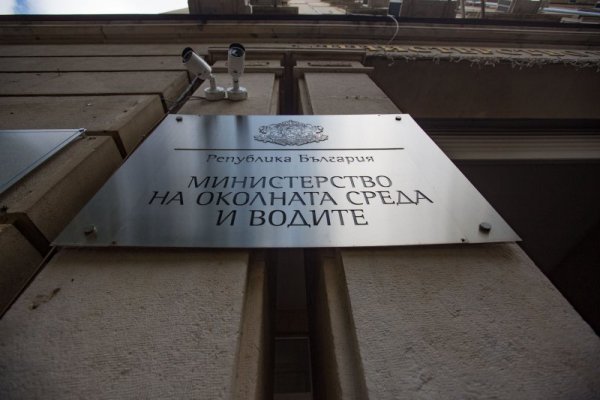 Република България
МИНИСТЕРСТВО
НА ОКОЛНАТА СРЕДА
И ВОДИТЕ